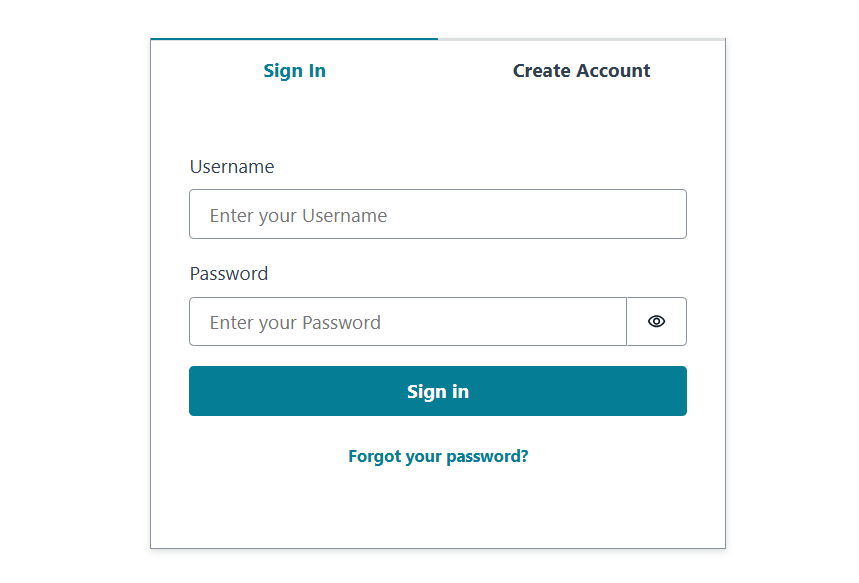 Sign In
Create Account
Username
Enter your Username
Password
Enter your Password
Sign in
Forgot your password?